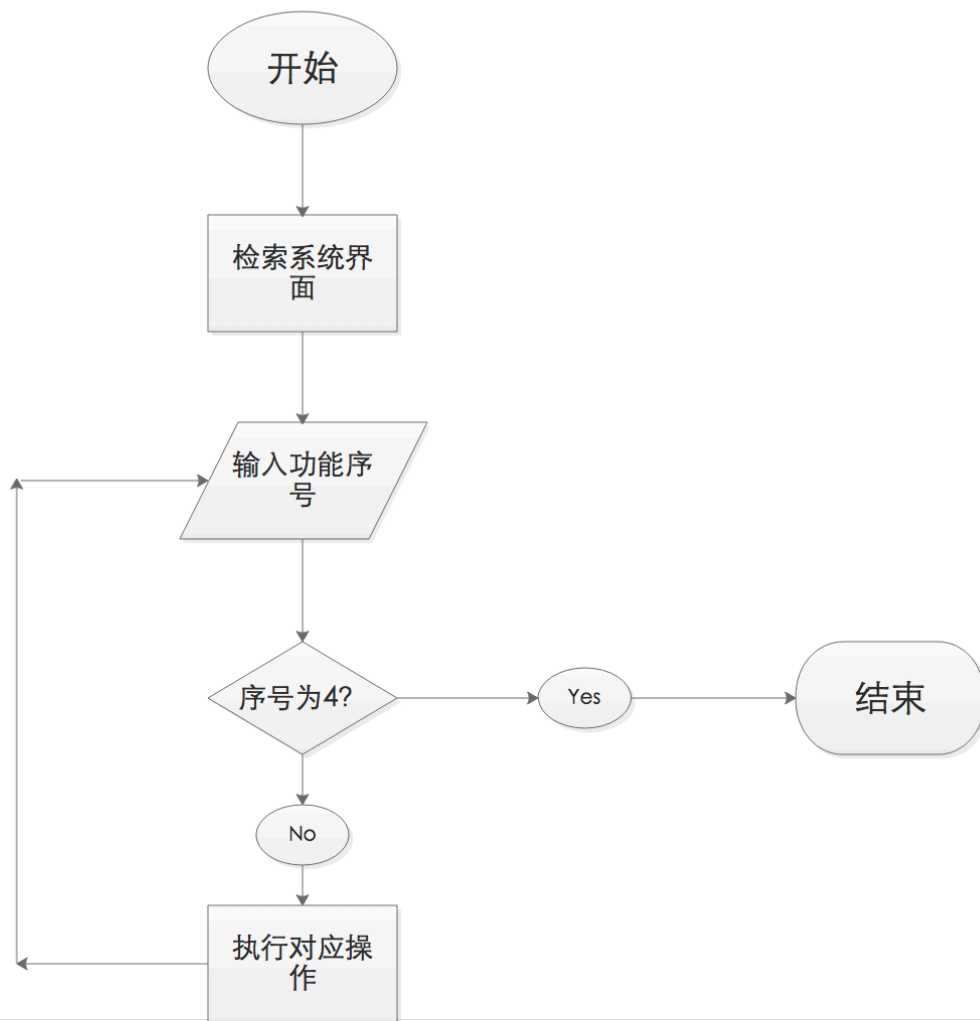 开始
检索系统界
面
输入功能序
号
序号为4?
Yes
结束
No
执行对应操
作